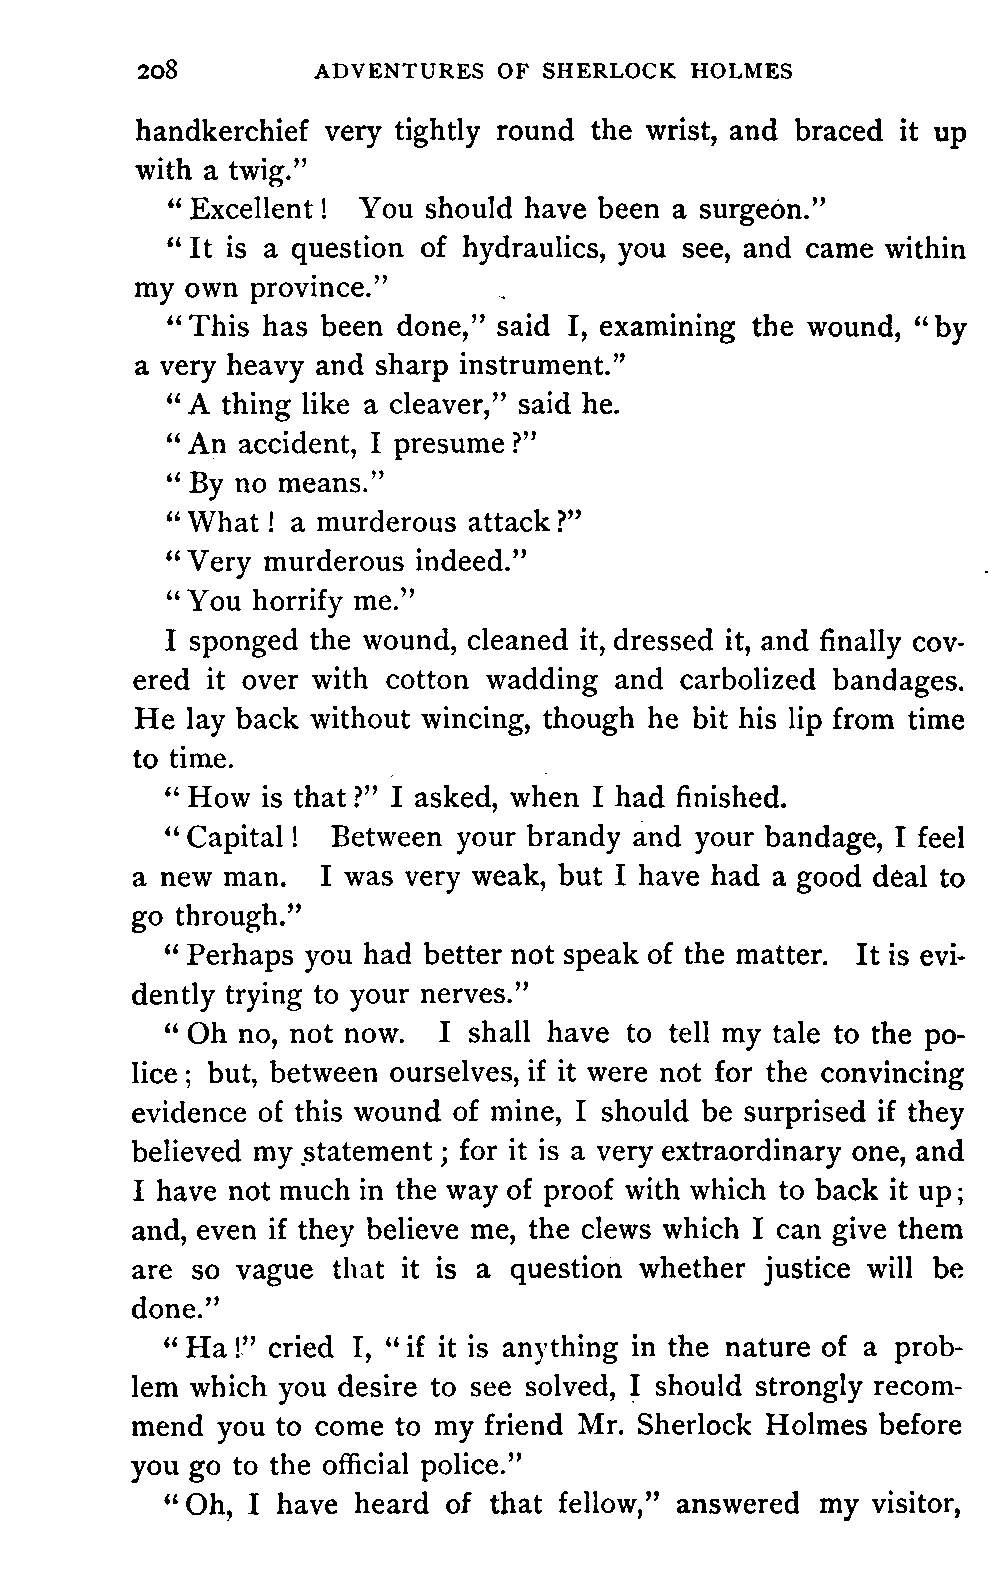 208 ADVENTURES OF SHERLOCK HOLMES
handkerchief very tightly round the wrist, and braced it up
with a twig."
"Excellent! You should have been a surgeon."
"It is a question of hydraulics, you see, and came within
my own province."
"This has been done," said I, examining the wound, "by
a very heavy and sharp instrument."
"A thing like a cleaver," said he.
"An accident, I presume?"
"By no means."
"What! a murderous attack?"
"Very murderous indeed."
"You horrify me."
I sponged the wound, cleaned it, dressed it, and finally cov-
ered it over with cotton wadding and carbolized bandages.
He lay back without wincing, though he bit his lip from time
to time.
"How is that?" I asked, when I had finished.
"Capital! Between your brandy and your bandage, I feel
a new man. I was very weak, but I have had a good deal to
go through."
"Perhaps you had better not speak of the matter. It is evi-
dently trying to your nerves."
"Oh no, not now. I shall have to tell my tale to the po-
lice; but, between ourselves, if it were not for the convincing
evidence of this wound of mine, I should be surprised if they
believed my statement; for it is a very extraordinary one, and
I have not much in the way of proof with which to back it up;
and, even if they believe me, the clews which I can give them
are so vague that it is a question whether justice will be
done."
"Ha!" cried I, "if it is anything in the nature of a prob-
lem which you desire to see solved, I should strongly recom-
mend you to come to my friend Mr. Sherlock Holmes before
you go to the official police."
"Oh, I have heard of that fellow," answered my visitor,